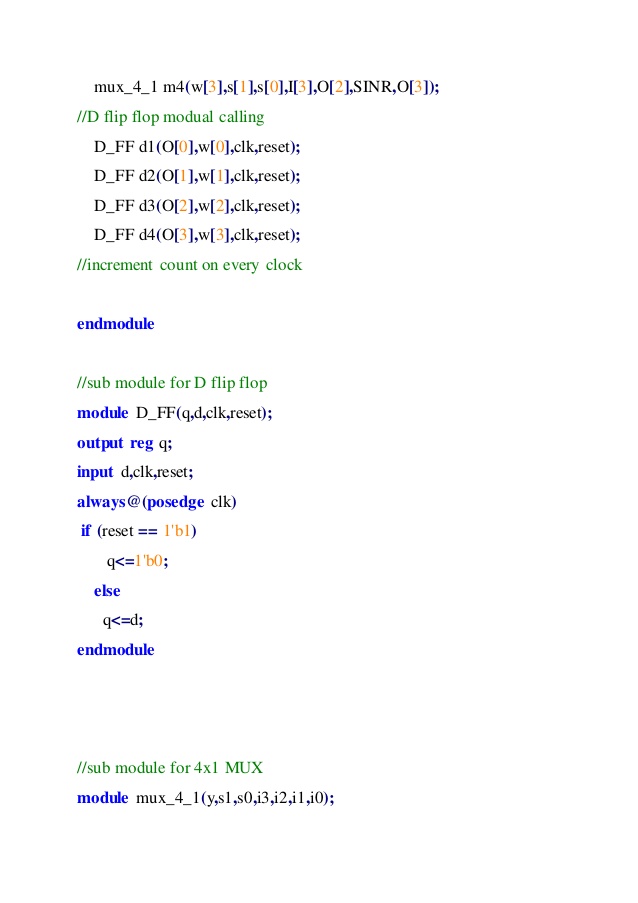 mux_4_1 m4(w[3],s[1],s[0],I[3],O[2],SINR,O[3]);
//D flip flop modual calling
D_FF d1(O[0],w[0],clk,reset);
D_FF d2(O[1],w[1],clk,reset);
D_FF d3(O[2],w[2],clk,reset);
D_FF d4(O[3],w[3],clk,reset);
//increment count on every clock
endmodule
//sub module for D flip flop
module D_FF(q,d,clk,reset);
output reg q;
input d,clk,reset;
always@(posedge clk)
if (reset == 1'b1)
q<=1'b0;
else
q<=d;
endmodule
//sub module for 4x1 MUX
module mux_4_1(y,s1,s0,i3,i2,i1,i0);